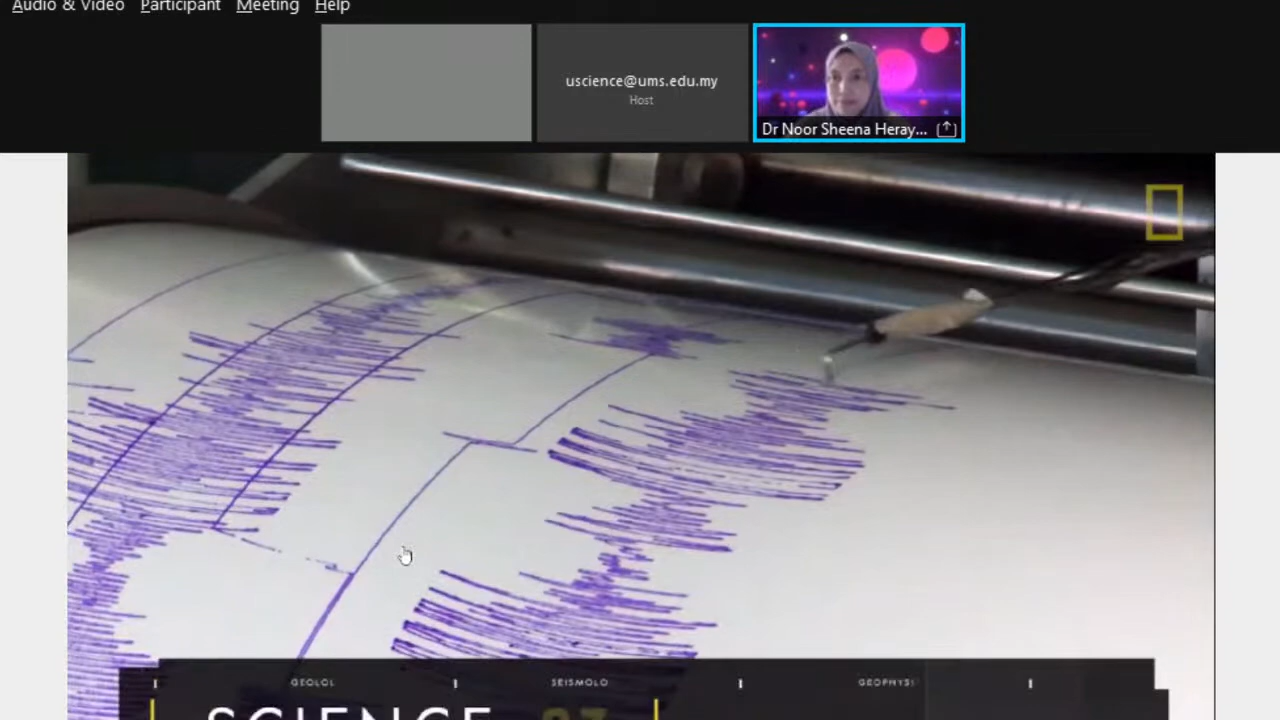 Audio & Video Participant Meeting Help
uscience@ums.edu.my
Host
Dr Noor Sheena Heray...
GEOLOL SEISMOLO GEOPHYSI
SCIENCE